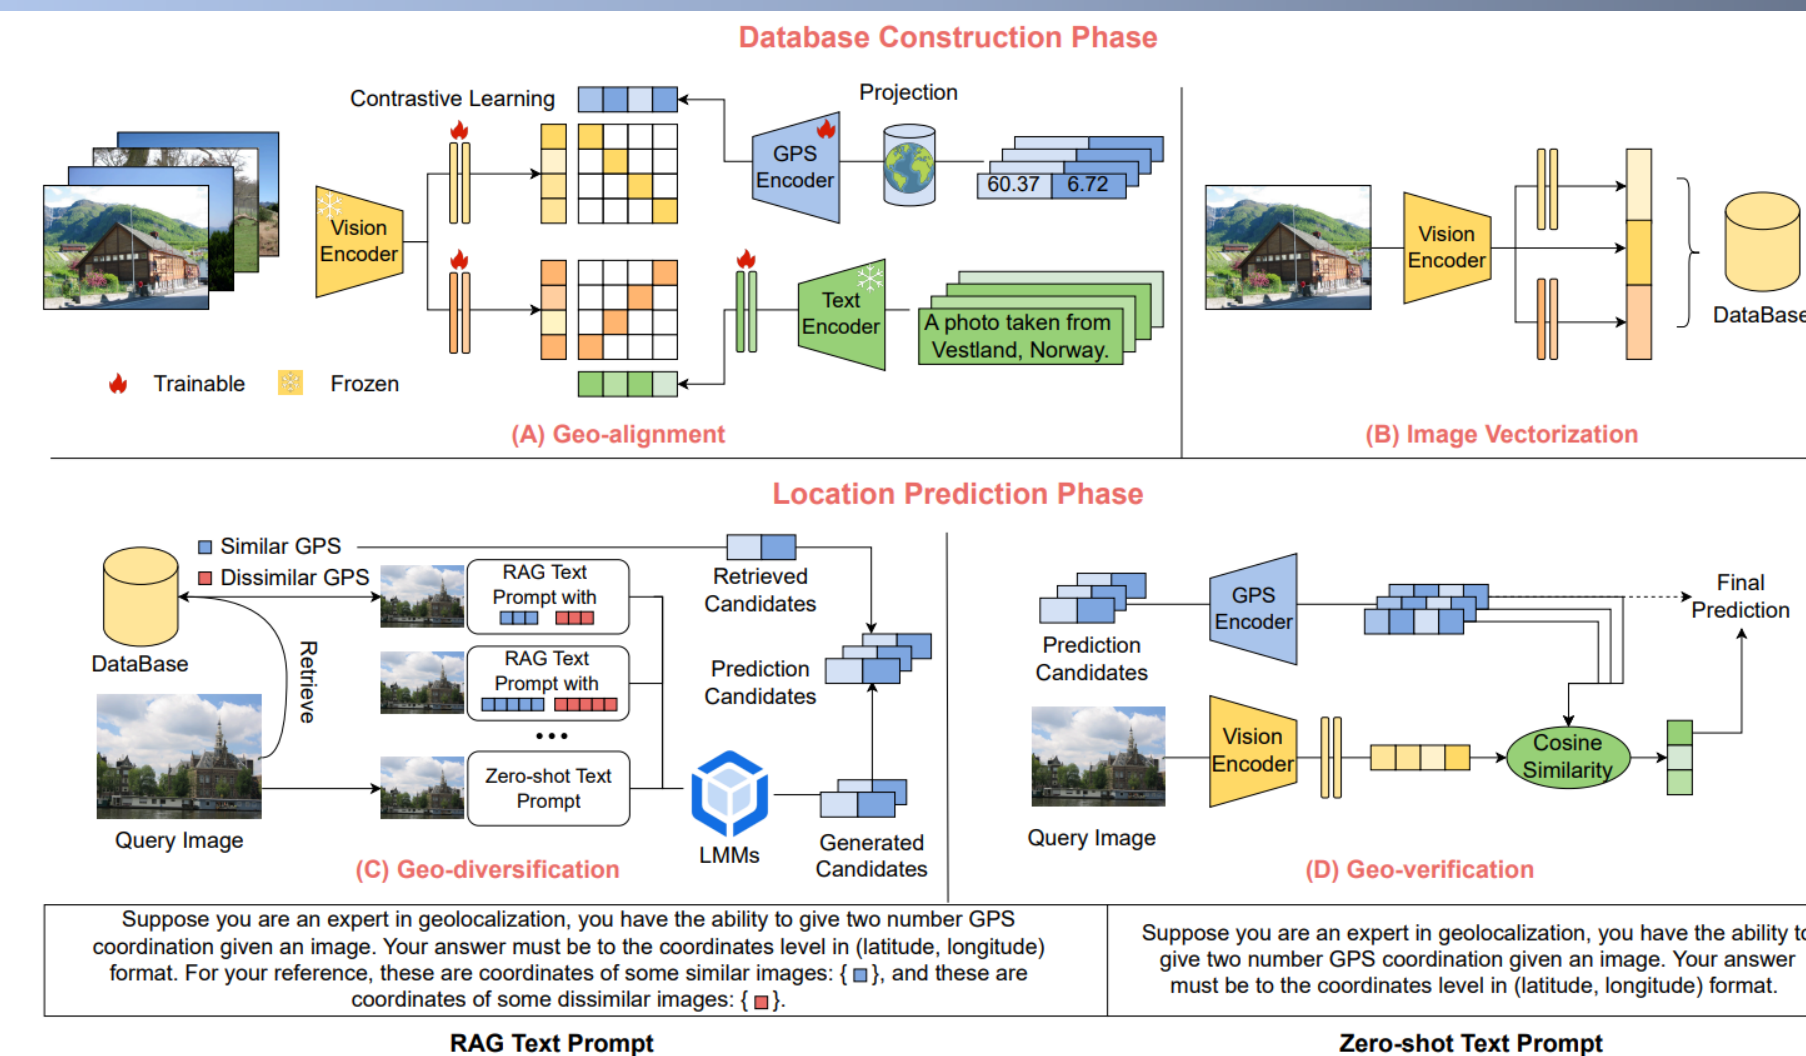 Database Construction Phase
Contrastive Learning
Projection
GPS
Encoder
60.37 6.72
Vision
Encoder
Text
Encoder
A photo taken from
Vestland, Norway.
Trainable
Frozen
(A) Geo-alignment
Vision
Encoder
DataBase
(B) Image Vectorization
Location Prediction Phase
Similar GPS
Dissimilar GPS
DataBase
Retrieve
Query Image
RAG Text
Prompt with
RAG Text
Prompt with
•••
Zero-shot Text
Prompt
LMMs
Retrieved
Candidates
Prediction
Candidates
Generated
Candidates
(C) Geo-diversification
Prediction
Candidates
GPS
Encoder
Final
Prediction
Query Image
Vision
Encoder
Cosine
Similarity
(D) Geo-verification
Suppose you are an expert in geolocalization, you have the ability to give two number GPS
coordination given an image. Your answer must be to the coordinates level in (latitude, longitude)
format. For your reference, these are coordinates of some similar images: { }, and these are
coordinates of some dissimilar images: { }.
RAG Text Prompt
Suppose you are an expert in geolocalization, you have the ability to
give two number GPS coordination given an image. Your answer
must be to the coordinates level in (latitude, longitude) format.
Zero-shot Text Prompt